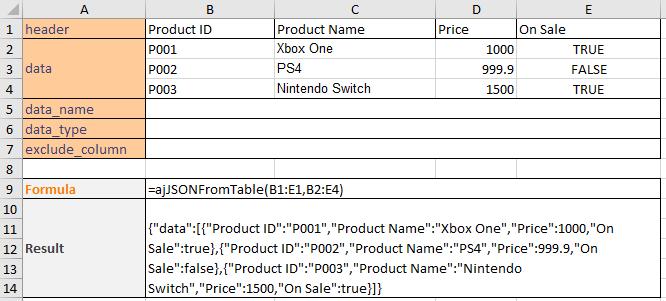 A B C D E
1 header Product ID Product Name Price On Sale
2 P001 Xbox One 1000 TRUE
3 data P002 PS4 999.9 FALSE
4 P003 Nintendo Switch 1500 TRUE
5 data_name
6 data_type
7 exclude_column
8
9 Formula =ajJSONFromTable(B1:E1,B2:E4)
10
11 {"data":[{"Product ID":"P001","Product Name":"Xbox One","Price":1000,"On
12 Result Sale":true},{"Product ID":"P002","Product Name":"PS4","Price":999.9,"On
13 Sale":false},{"Product ID":"P003","Product Name":"Nintendo
14 Switch","Price":1500,"On Sale":true}]}